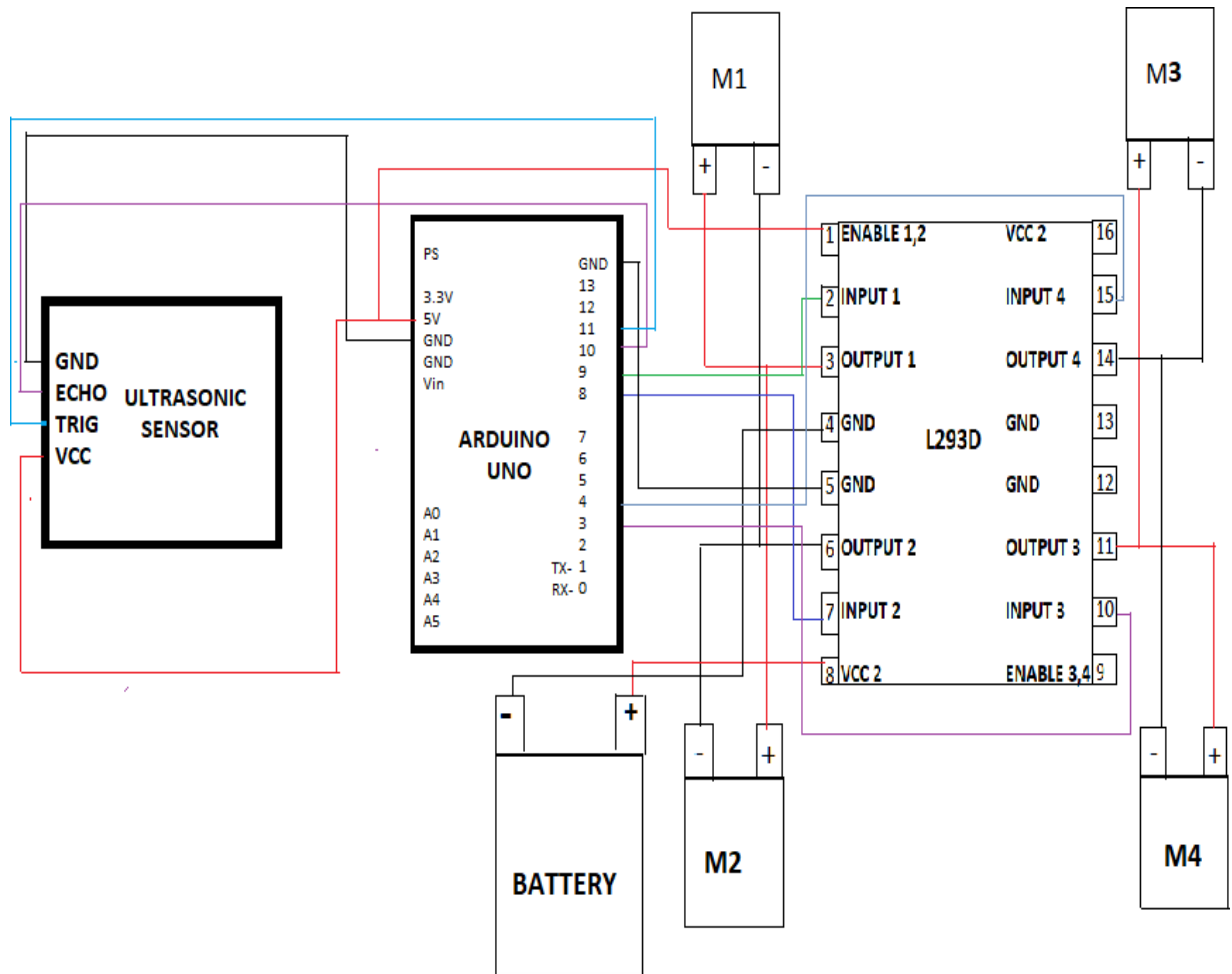 M1
+ -
M3
+ -
GND
ECHO
TRIG
VCC
ULTRASONIC
SENSOR
PS
3.3V
5V
GND
GND
Vin
A0
A1
A2
A3
A4
A5
ARDUINO
UNO
GND
13
12
11
10
9
8
7
6
5
4
3
2
TX- 1
RX- 0
1 ENABLE 1,2
2 INPUT 1
3 OUTPUT 1
4 GND
5 GND
6 OUTPUT 2
7 INPUT 2
8 VCC 2
L293D
VCC 2 16
INPUT 4 15
OUTPUT 4 14
GND 13
GND 12
OUTPUT 3 11
INPUT 3 10
ENABLE 3,4 9
- +
BATTERY
- +
M2
- +
M4